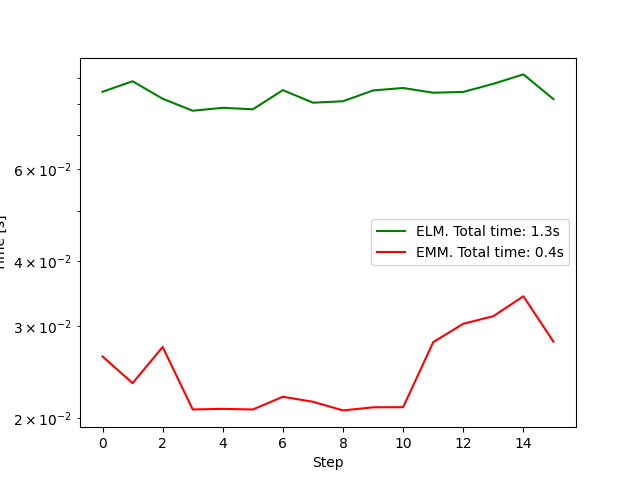 6 × 10⁻²
4 × 10⁻²
3 × 10⁻²
2 × 10⁻²
[s]
ELM. Total time: 1.3s
EMM. Total time: 0.4s
0 2 4 6 8 10 12 14
Step